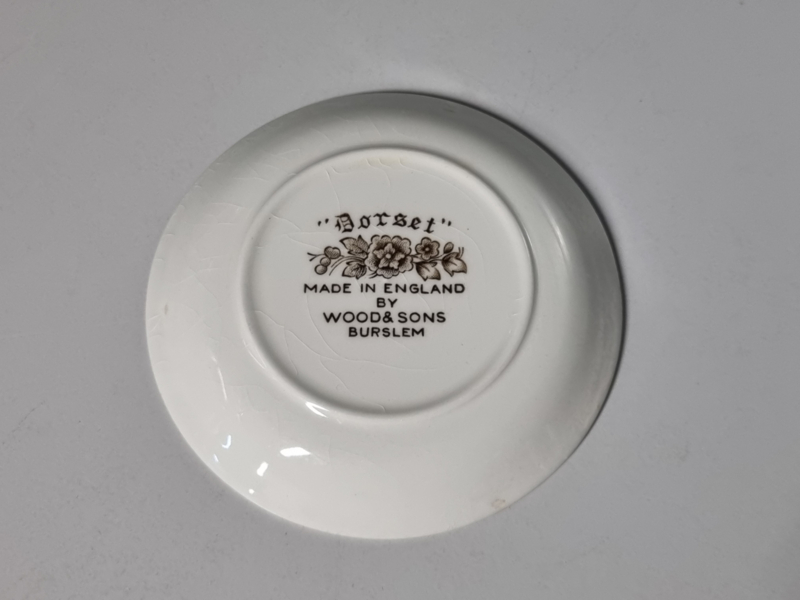 "Dorset"
MADE IN ENGLAND
BY
WOOD & SONS
BURSLEM